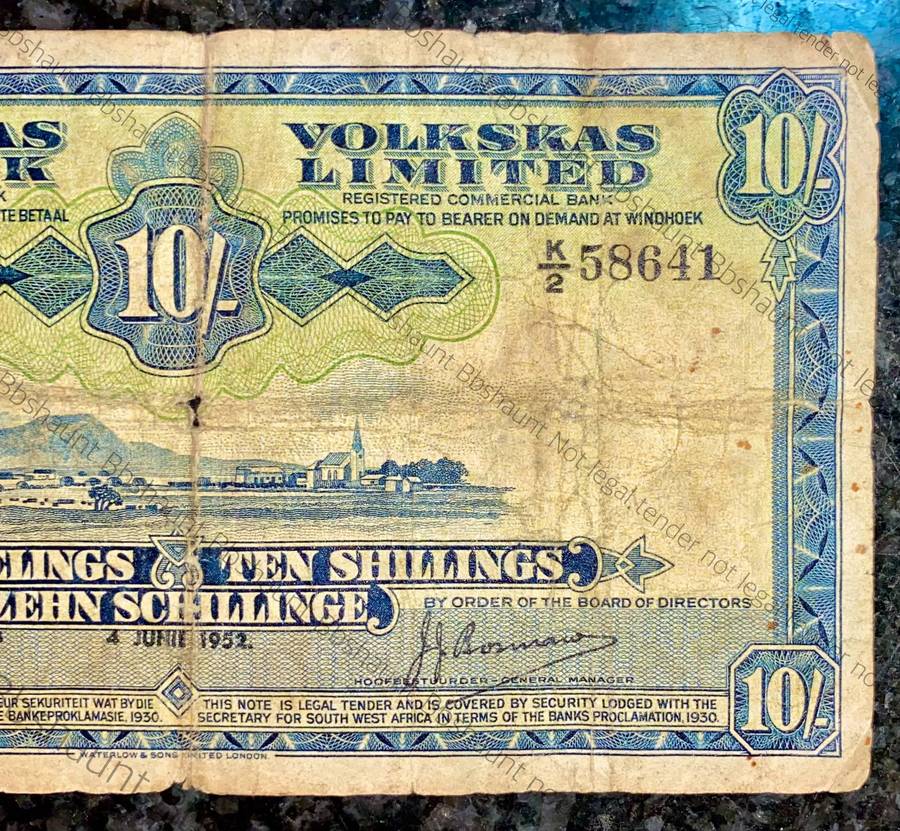 AS
K
VOLKSKAS
LIMITED
K
REGISTERED COMMERCIAL BANK
TE BETAAL
PROMISES TO PAY TO BEARER ON DEMAND AT WINDHOEK
10/-
10/-
K/2 58641
ELINGS
TEN SHILLINGS
ZEHN SCHILLINGE
BY ORDER OF THE BOARD OF DIRECTORS
4 JUNIE 1952.
J.J. Bosman
HOOFBESTUURDER-GENERAL MANAGER
UR SEKURITEIT WAT BY DIE
E BANKEPROKLAMASIE, 1930.
THIS NOTE IS LEGAL TENDER AND IS COVERED BY SECURITY LODGED WITH THE
SECRETARY FOR SOUTH WEST AFRICA IN TERMS OF THE BANKS PROCLAMATION, 1930.
10/-
WATERLOW & SONS LIMITED LONDON.
Bbshaunt Not legal tender